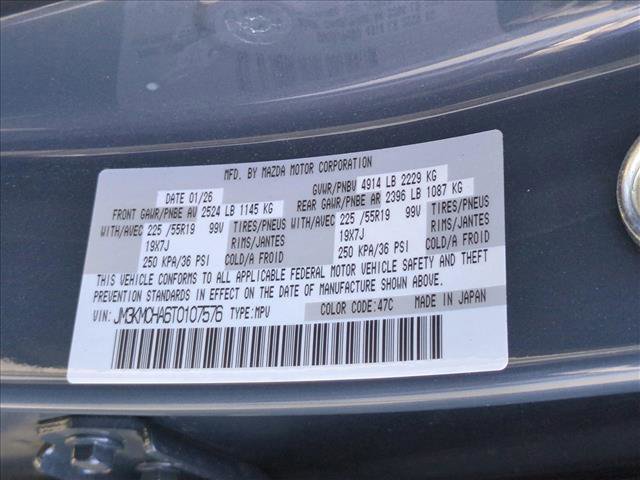 MFD. BY MAZDA MOTOR CORPORATION
DATE 01/26 GVWR/PNBV 4914 LB 2229 KG
FRONT GAWR/PNBE AV 2524 LB 1145 KG REAR GAWR/PNBE AR 2396 LB 1087 KG
WITH/AVEC 225 /55R19 99V TIRES/PNEUS WITH/AVEC 225 /55R19 99V TIRES/PNEUS
19X7J RIMS/JANTES 19X7J RIMS/JANTES
250 KPA/36 PSI COLD/A FROID 250 KPA/36 PSI COLD/A FROID
THIS VEHICLE CONFORMS TO ALL APPLICABLE FEDERAL MOTOR VEHICLE SAFETY AND THEFT
PREVENTION STANDARDS IN EFFECT ON THE DATE OF MANUFACTURE SHOWN ABOVE.
VIN: JM3KMCHA6T0107576 TYPE:MPV COLOR CODE:47C MADE IN JAPAN